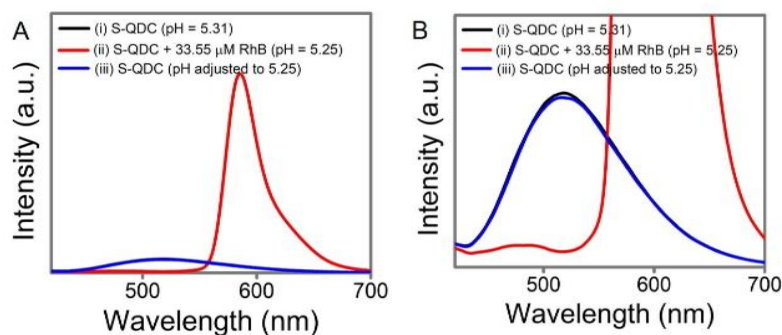 A
(i) S-QDC (pH = 5.31)
(ii) S-QDC + 33.55 μM RhB (pH = 5.25)
(iii) S-QDC (pH adjusted to 5.25)
Intensity (a.u.)
500
600
700
Wavelength (nm)
B
(i) S-QDC (pH = 5.31)
(ii) S-QDC + 33.55 μM RhB (pH = 5.25)
(iii) S-QDC (pH adjusted to 5.25)
Intensity (a.u.)
500
600
700
Wavelength (nm)